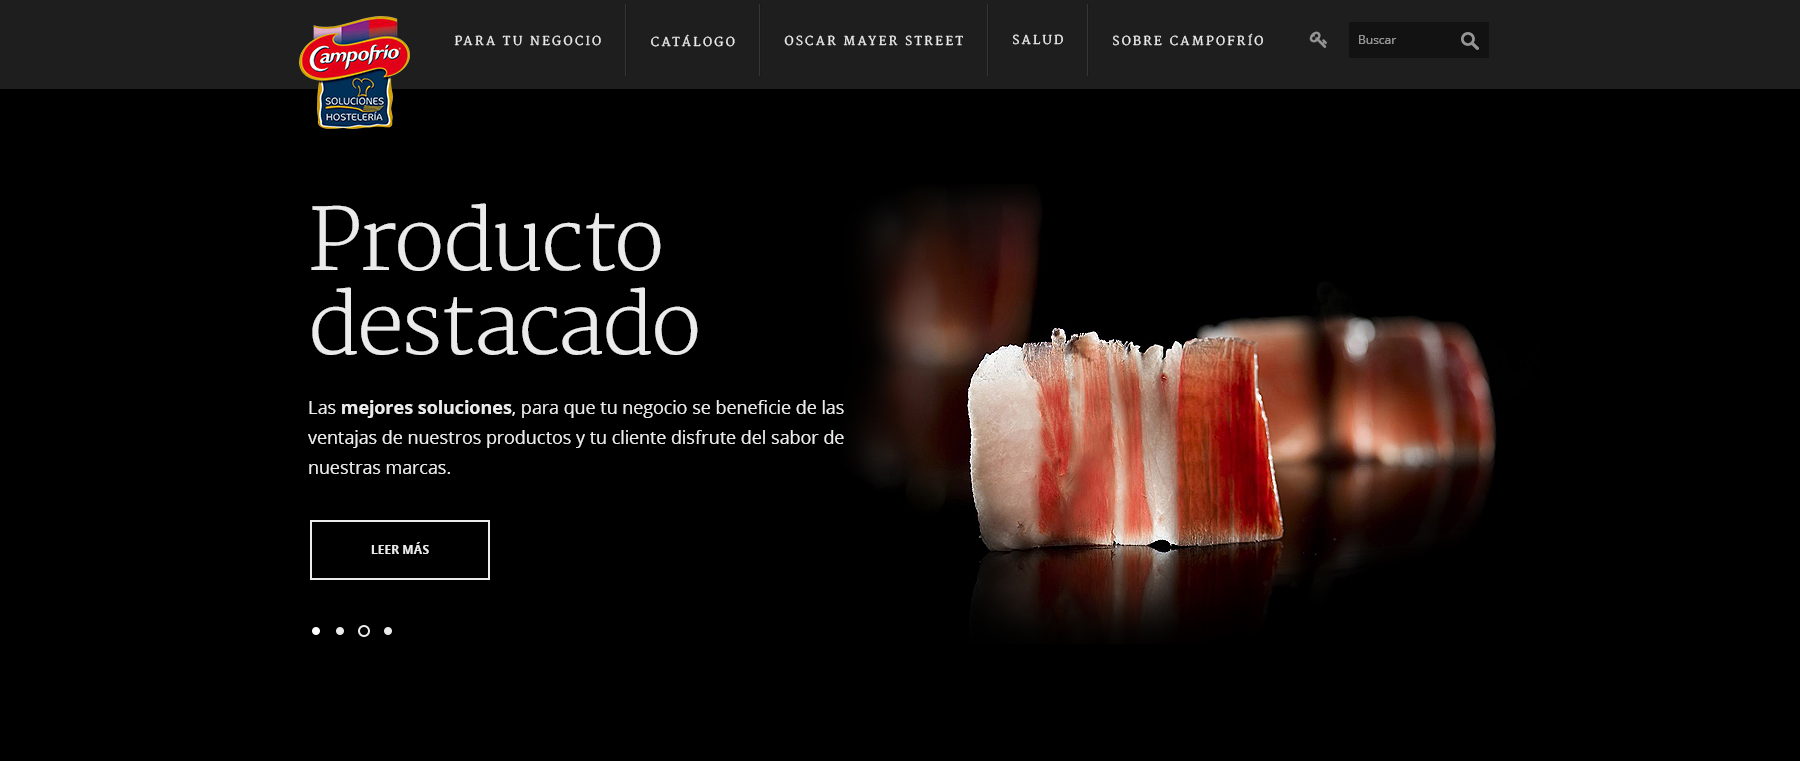 Campofrío
SOLUCIONES
HOSTELERÍA
PARA TU NEGOCIO
CATÁLOGO
OSCAR MAYER STREET
SALUD
SOBRE CAMPOFRÍO
Buscar
Producto
destacado
Las mejores soluciones, para que tu negocio se beneficie de las
ventajas de nuestros productos y tu cliente disfrute del sabor de
nuestras marcas.
LEER MÁS